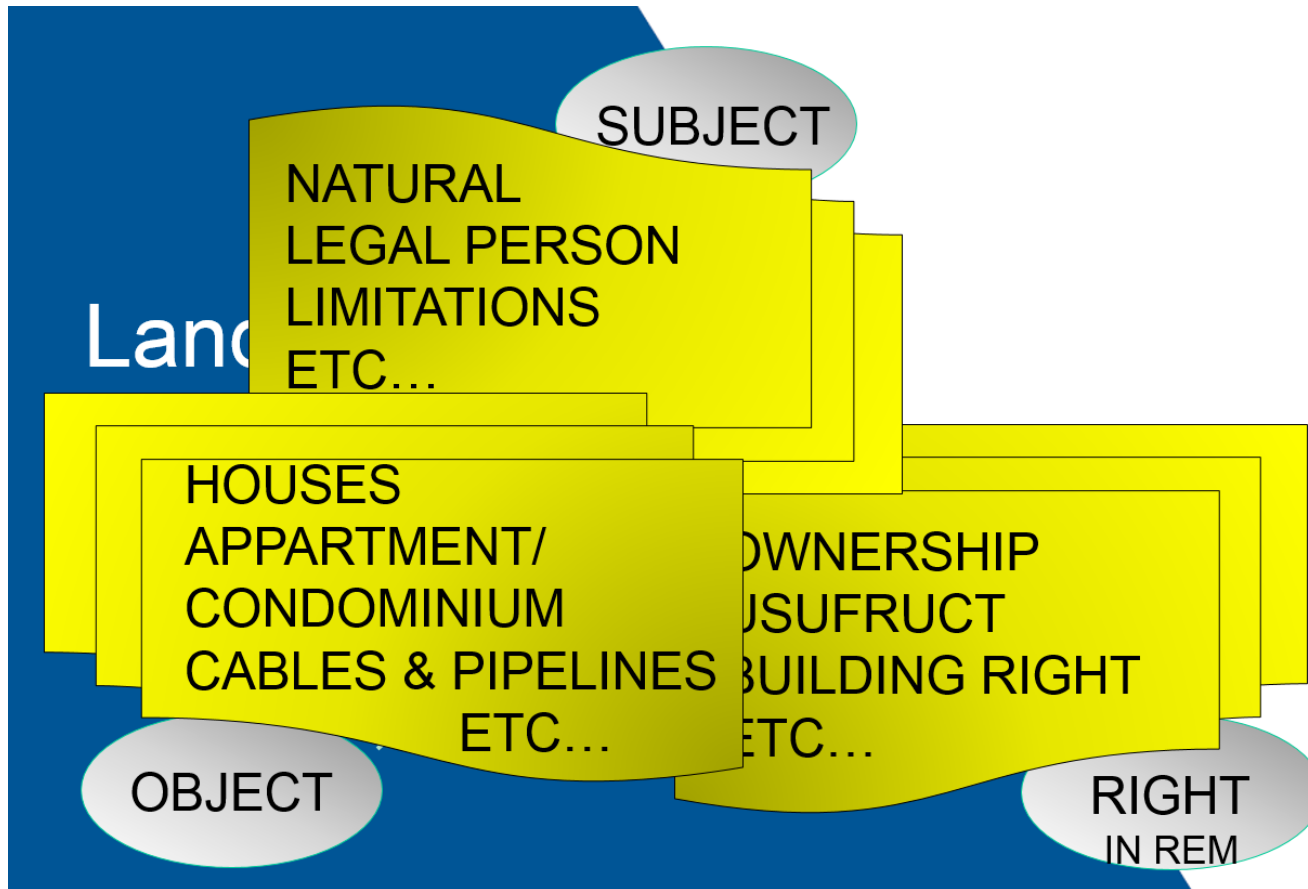 SUBJECT
NATURAL
LEGAL PERSON
LIMITATIONS
ETC…
HOUSES
APPARTMENT/
CONDOMINIUM
CABLES & PIPELINES
ETC…
OWNERSHIP
USUFRUCT
BUILDING RIGHT
ETC…
OBJECT
RIGHT
IN REM